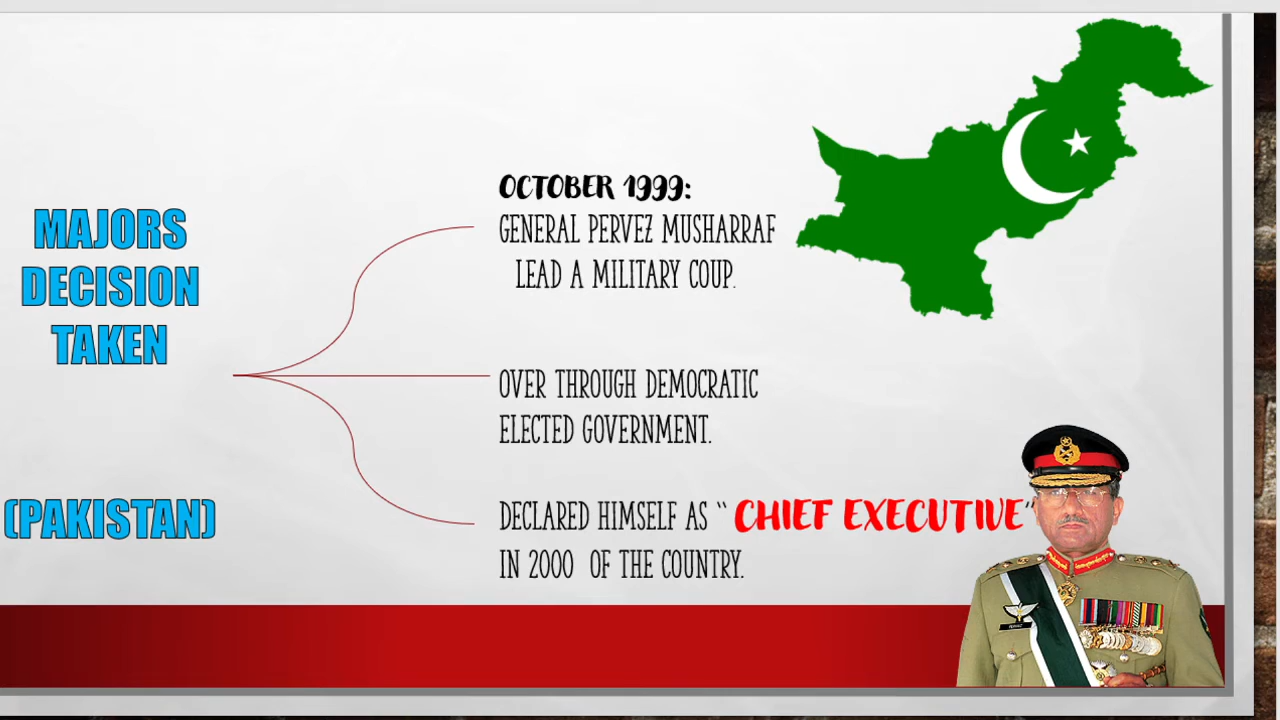 MAJORS
DECISION
TAKEN
(PAKISTAN)
OCTOBER 1999:
GENERAL PERVEZ MUSHARRAF
LEAD A MILITARY COUP.
OVER THROUGH DEMOCRATIC
ELECTED GOVERNMENT.
DECLARED HIMSELF AS “ CHIEF EXECUTIVE”
IN 2000 OF THE COUNTRY.